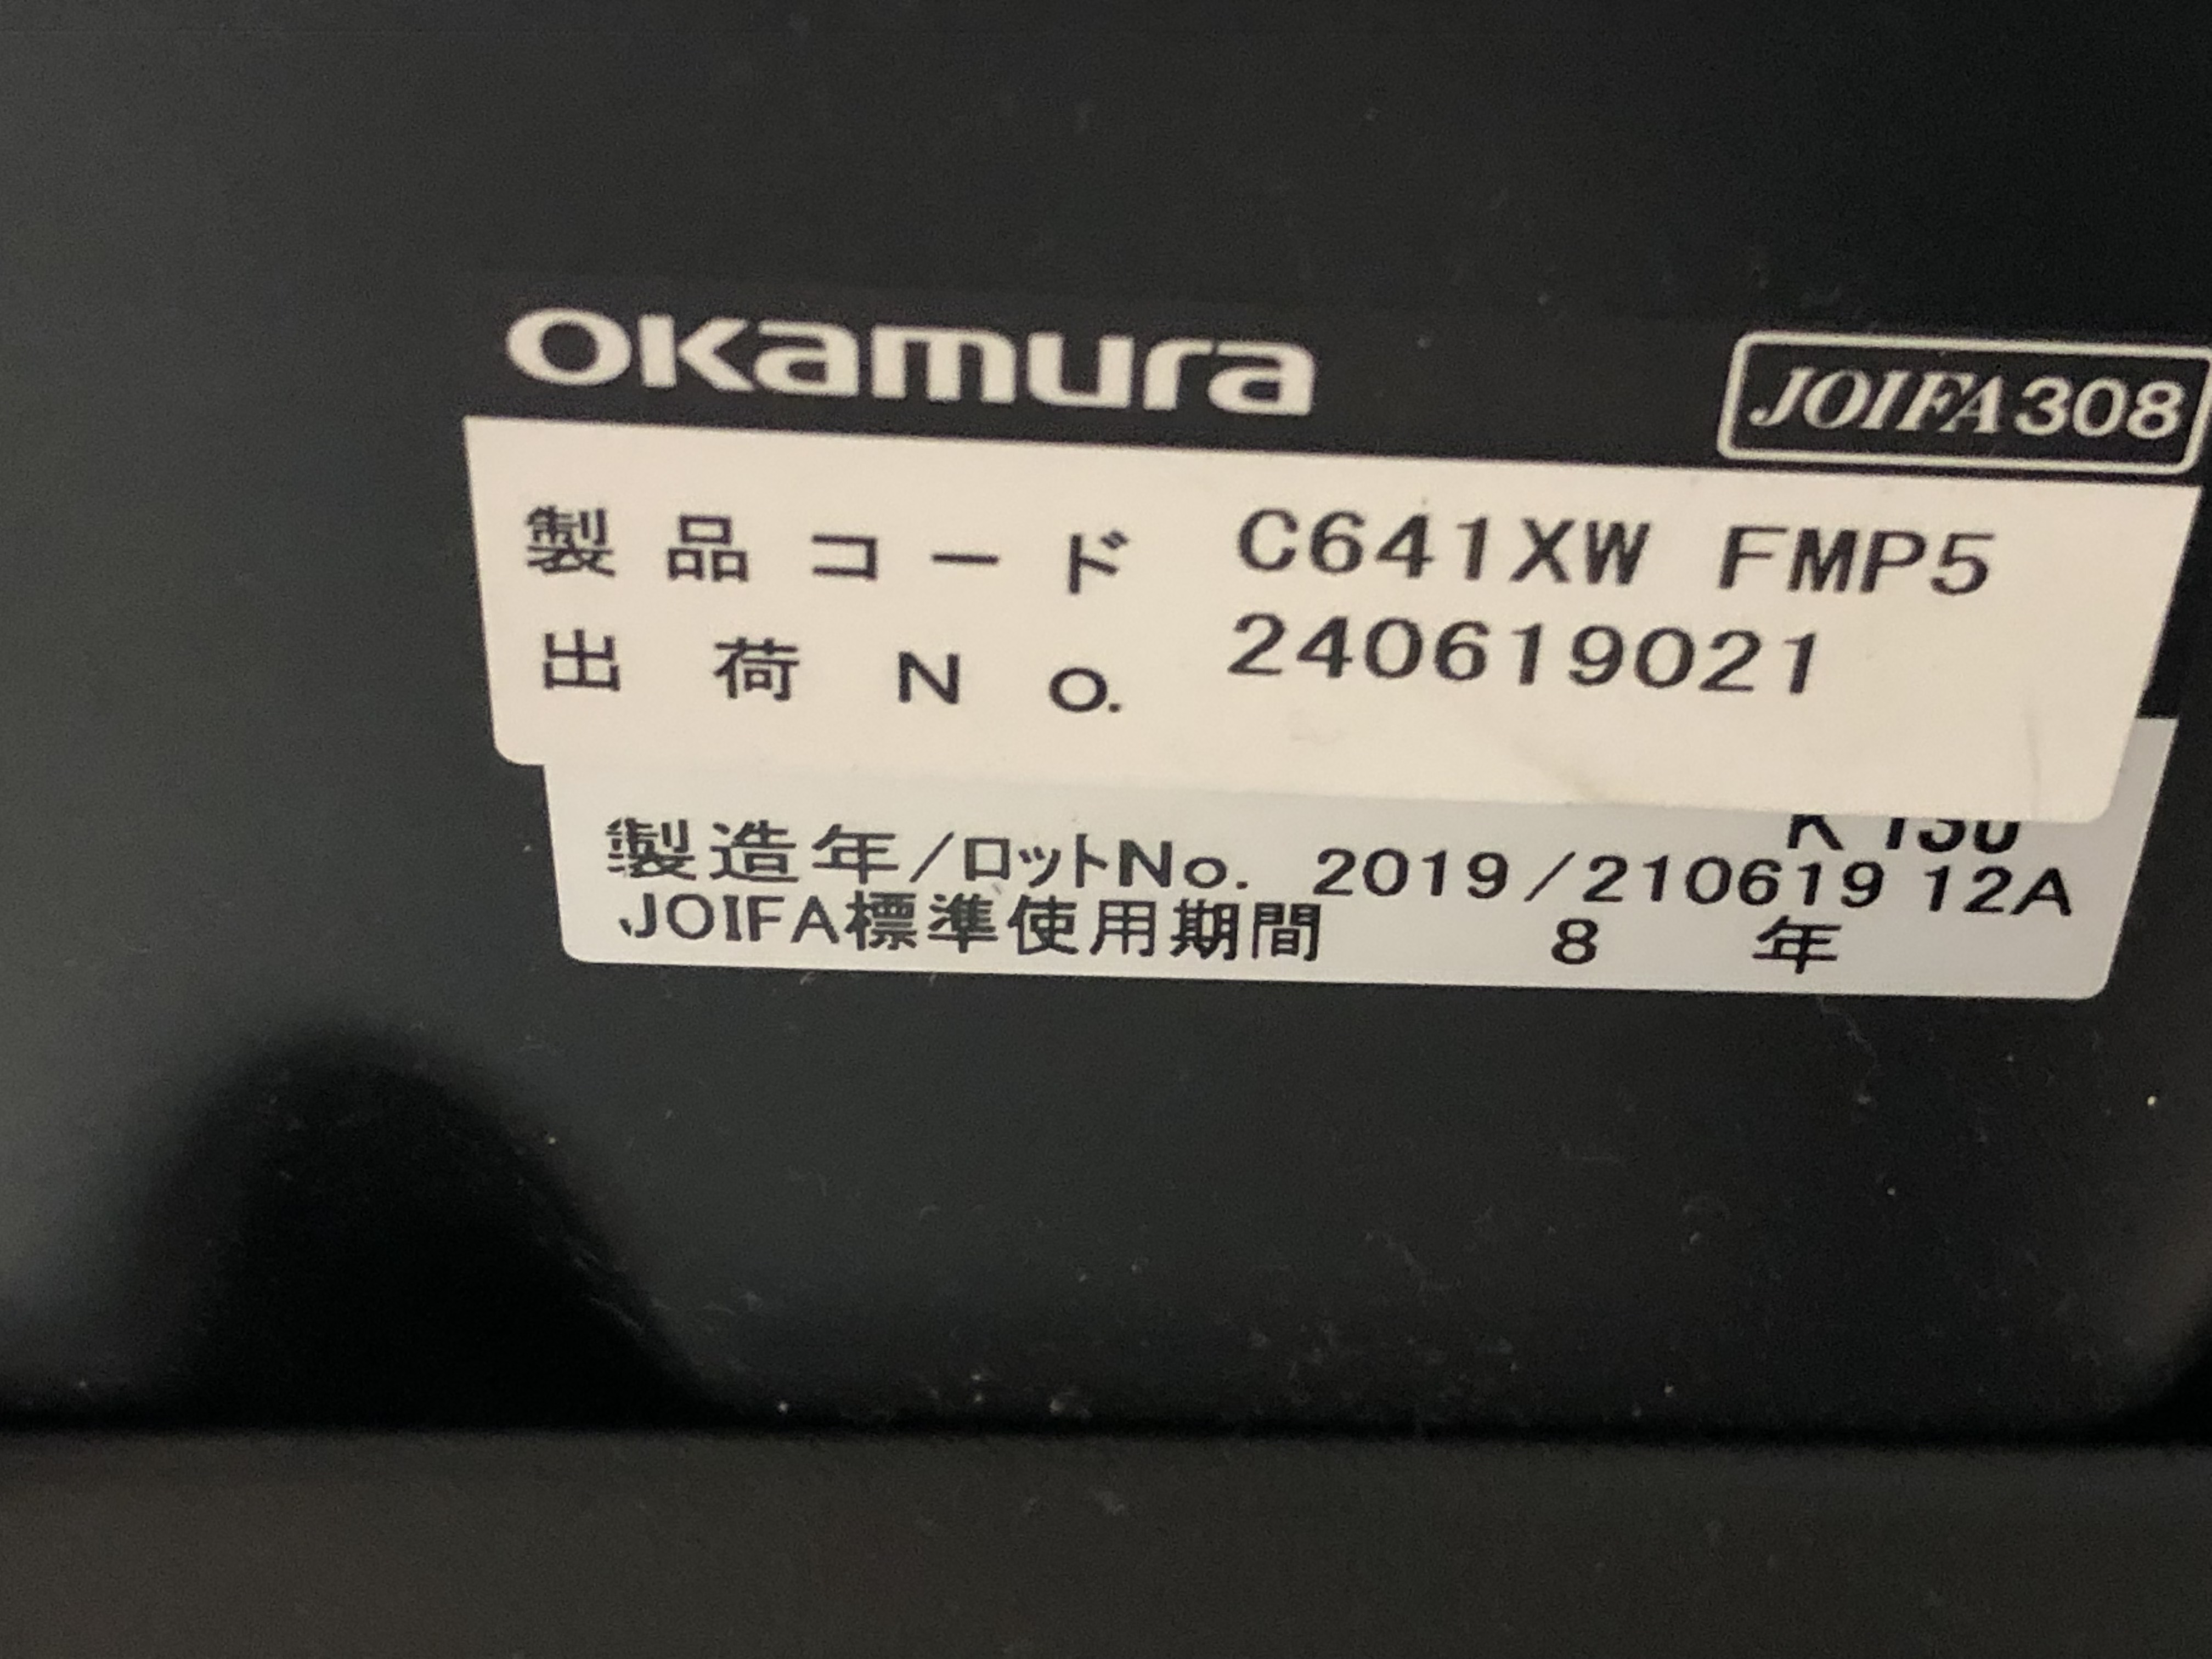 okamura
JOIFA308
製品コード C641XW FMP5
出荷No. 240619021
製造年/ロットNo. 2019/210619 12A
JOIFA標準使用期間 8 年